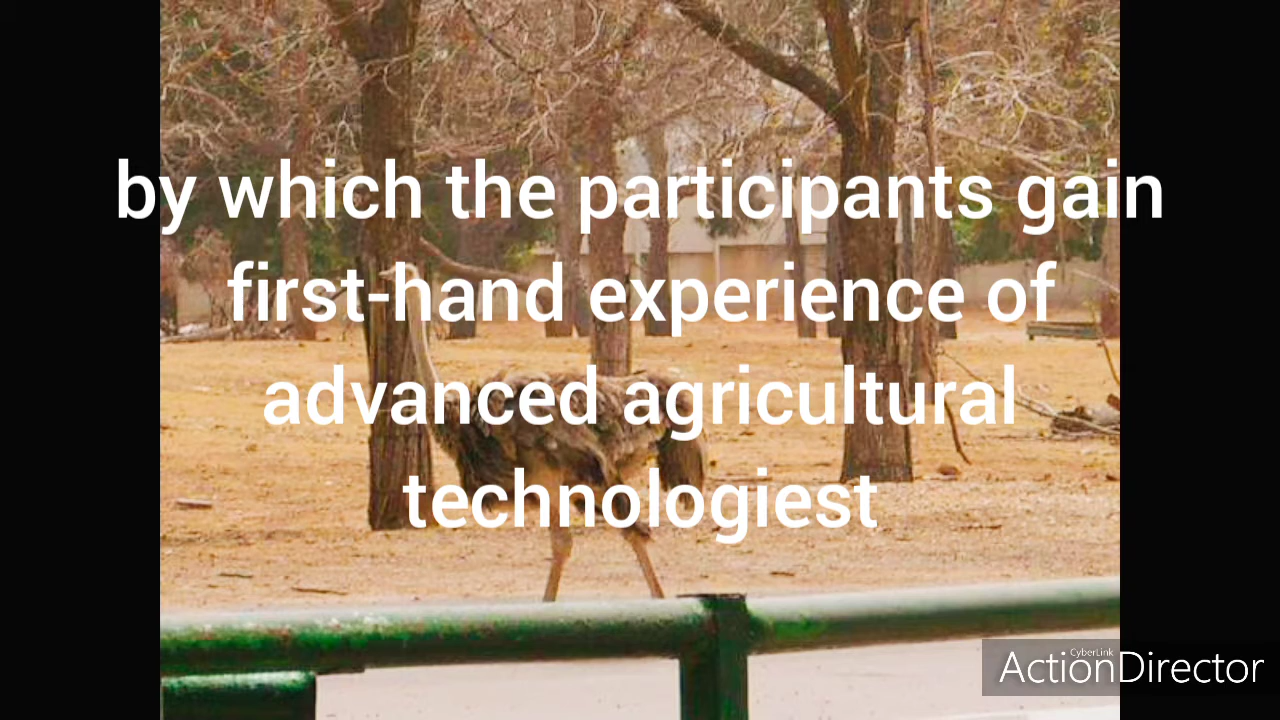 by which the participants gain
first-hand experience of
advanced agricultural
technologiest
CyberLink
ActionDirector